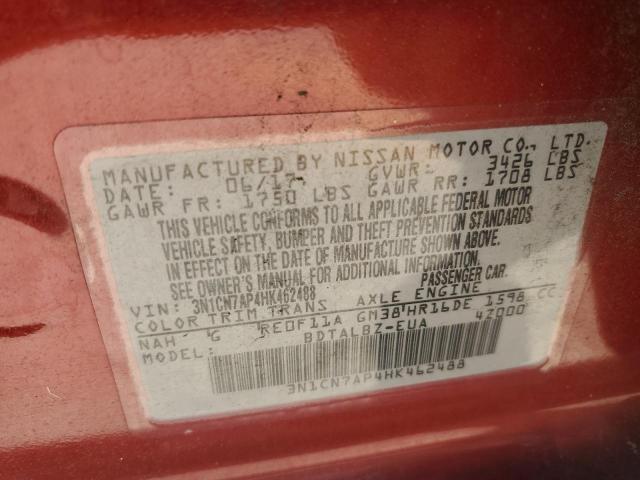 MANUFACTURED BY NISSAN MOTOR CO., LTD.
DATE: 06/17 GVWR: 3426 LBS
GAWR FR: 1750 LBS GAWR RR: 1708 LBS
THIS VEHICLE CONFORMS TO ALL APPLICABLE FEDERAL MOTOR
VEHICLE SAFETY, BUMPER AND THEFT PREVENTION STANDARDS
IN EFFECT ON THE DATE OF MANUFACTURE SHOWN ABOVE.
SEE OWNER'S MANUAL FOR ADDITIONAL INFORMATION.
VIN: 3N1CN7AP4HK462488 PASSENGER CAR.
COLOR TRIM TRANS AXLE ENGINE
NAH G RE0F11A GM38 HR16DE 1598 CC
MODEL: BDTALBZ-EUA 4Z000
3N1CN7AP4HK462488